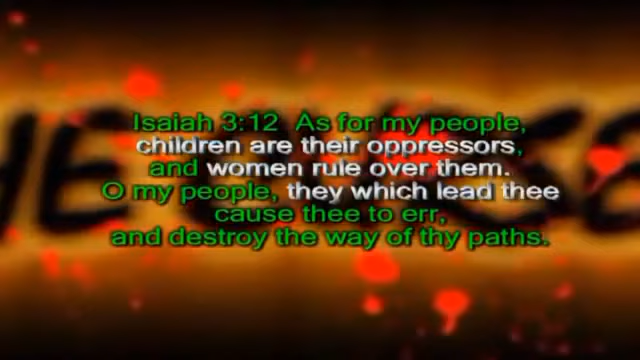 Isaiah 3:12 As for my people,
children are their oppressors,
and women rule over them.
O my people, they which lead thee
cause thee to err,
and destroy the way of thy paths.